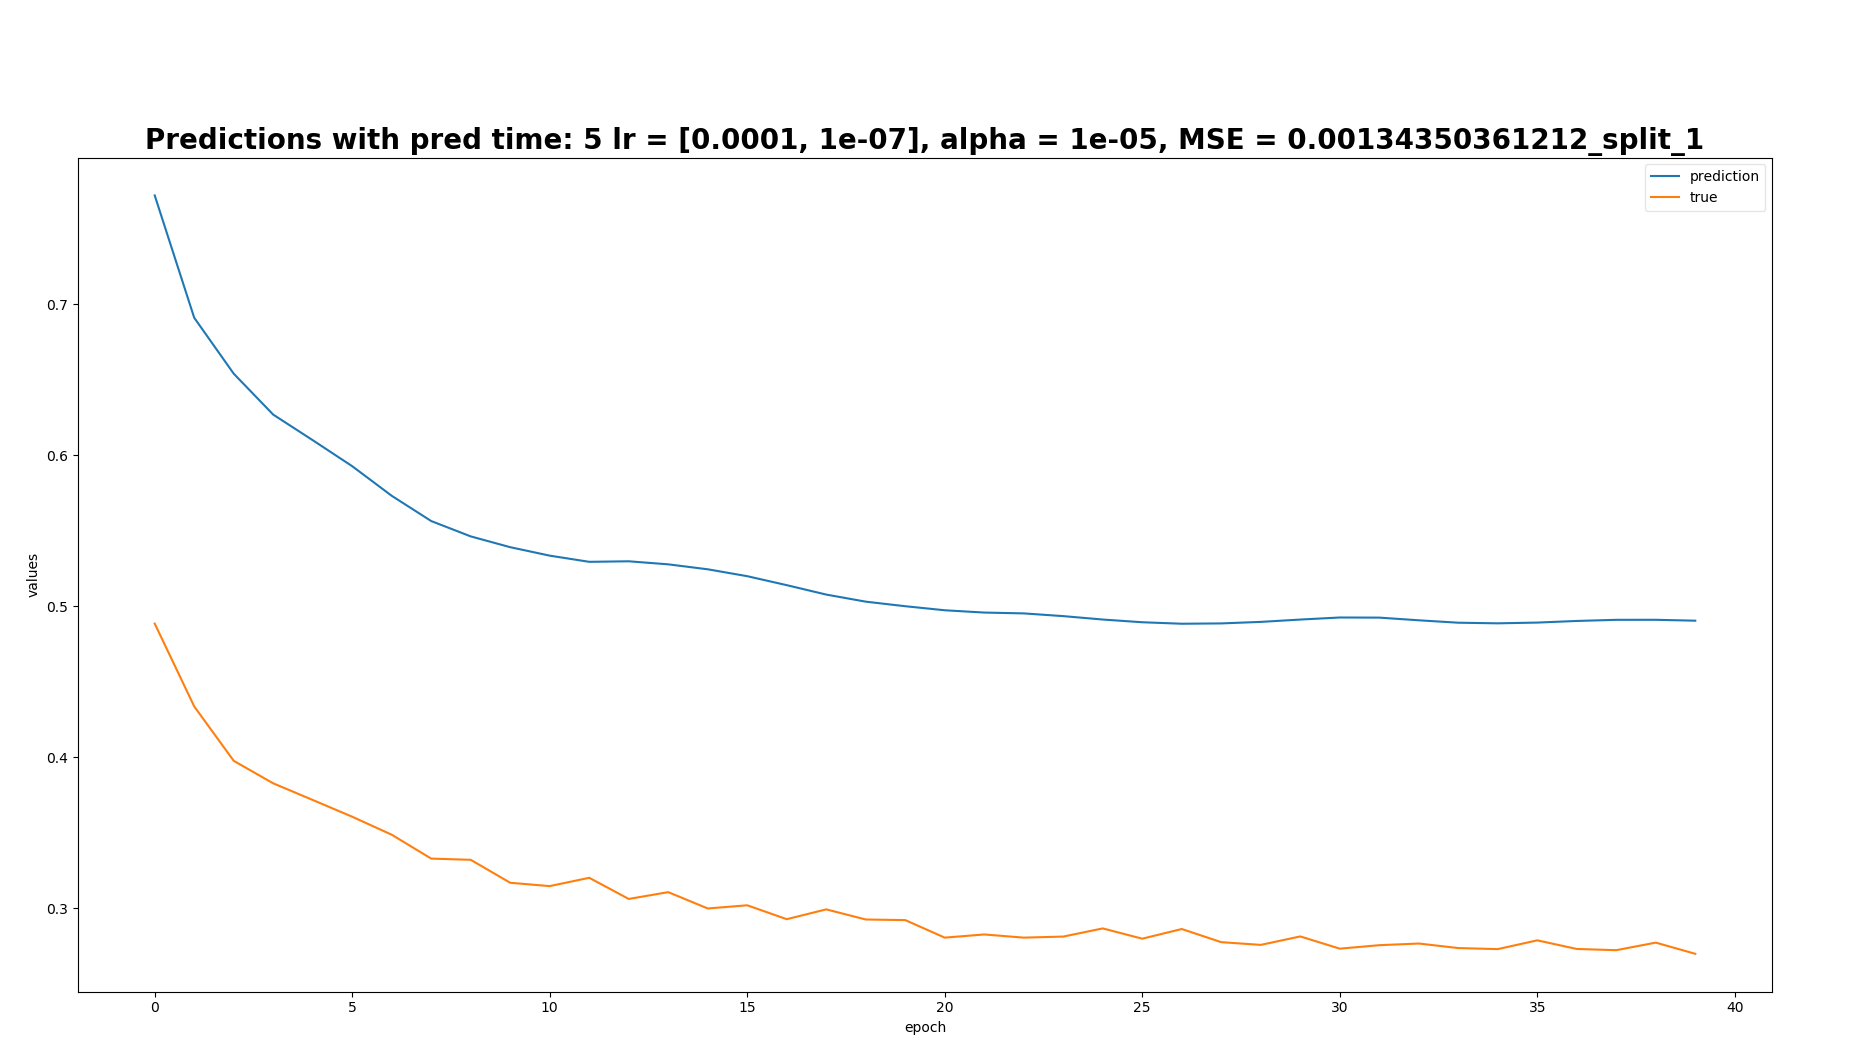 Predictions with pred time: 5 lr = [0.0001, 1e-07], alpha = 1e-05, MSE = 0.00134350361212_split_1
prediction
true
0.7
0.6
0.5
0.4
0.3
values
0 5 10 15 20 25 30 35 40
epoch